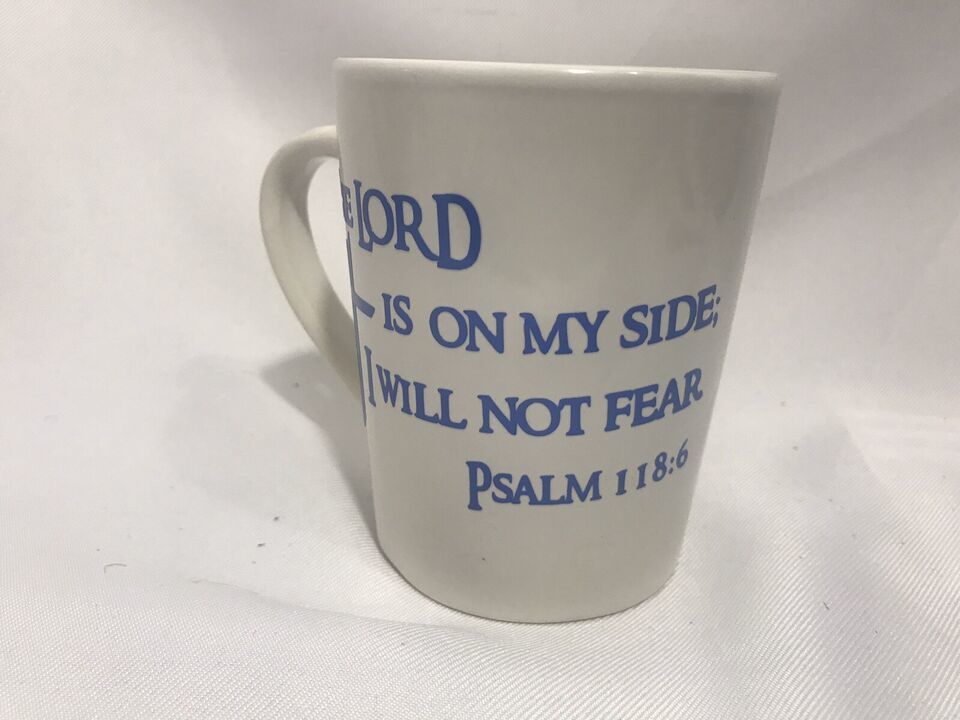 LORD
IS ON MY SIDE;
I WILL NOT FEAR
PSALM 118:6